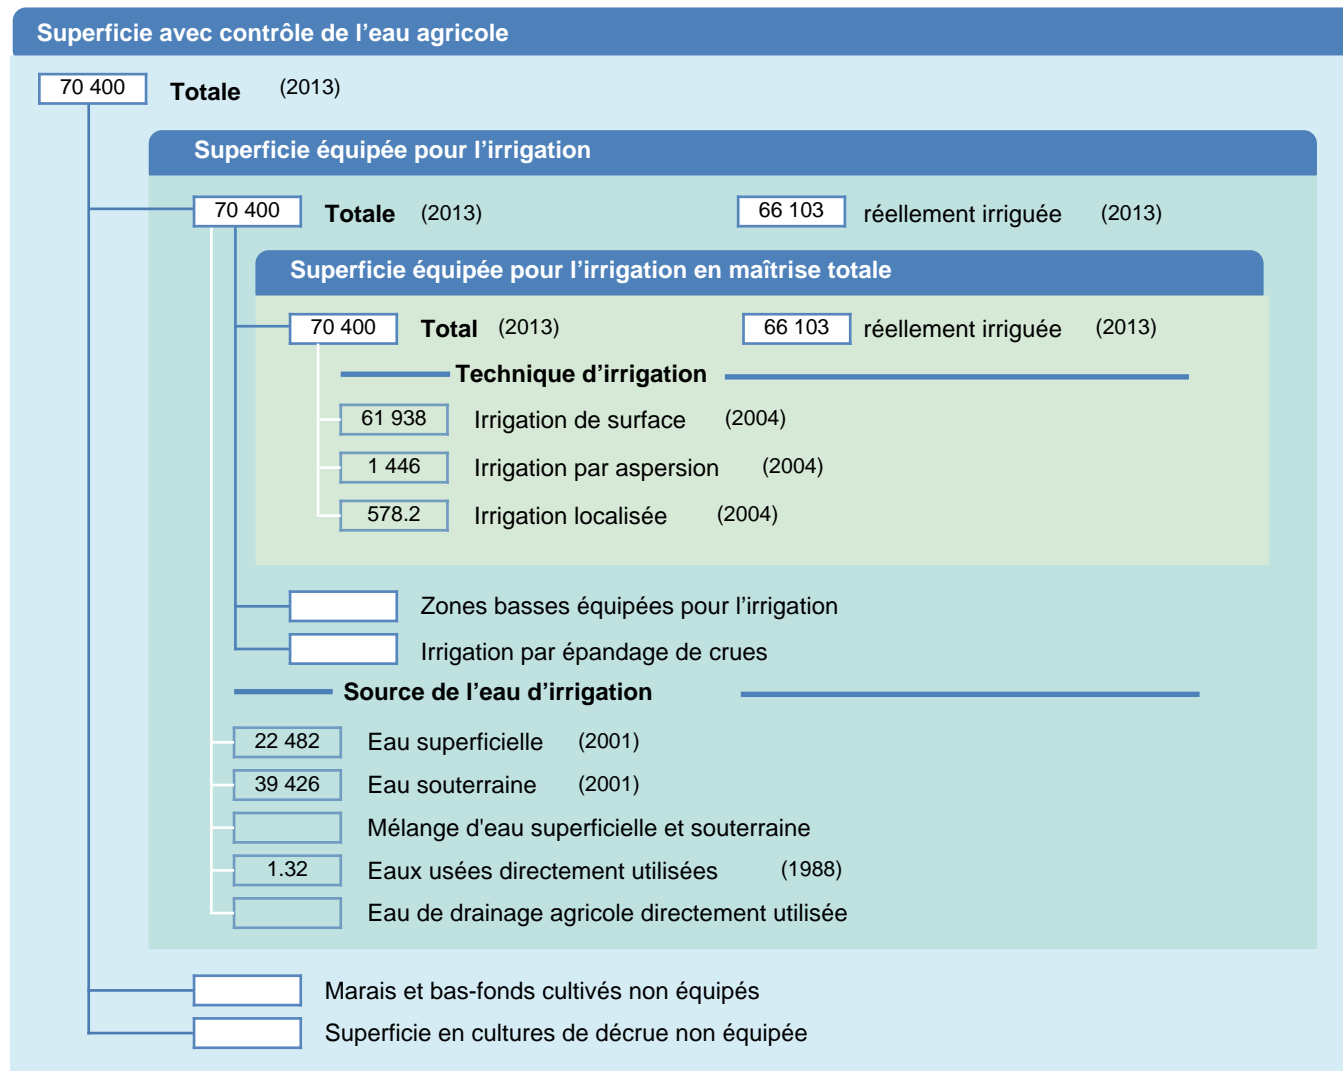 Superficie avec contrôle de l'eau agricole
70 400 Totale (2013)
Superficie équipée pour l'irrigation
70 400 Totale (2013) 66 103 réellement irriguée (2013)
Superficie équipée pour l'irrigation en maîtrise totale
70 400 Total (2013) 66 103 réellement irriguée (2013)
Technique d'irrigation
61 938 Irrigation de surface (2004)
1 446 Irrigation par aspersion (2004)
578.2 Irrigation localisée (2004)
Zones basses équipées pour l'irrigation
Irrigation par épandage de crues
Source de l'eau d'irrigation
22 482 Eau superficielle (2001)
39 426 Eau souterraine (2001)
Mélange d'eau superficielle et souterraine
1.32 Eaux usées directement utilisées (1988)
Eau de drainage agricole directement utilisée
Marais et bas-fonds cultivés non équipés
Superficie en cultures de décrue non équipée